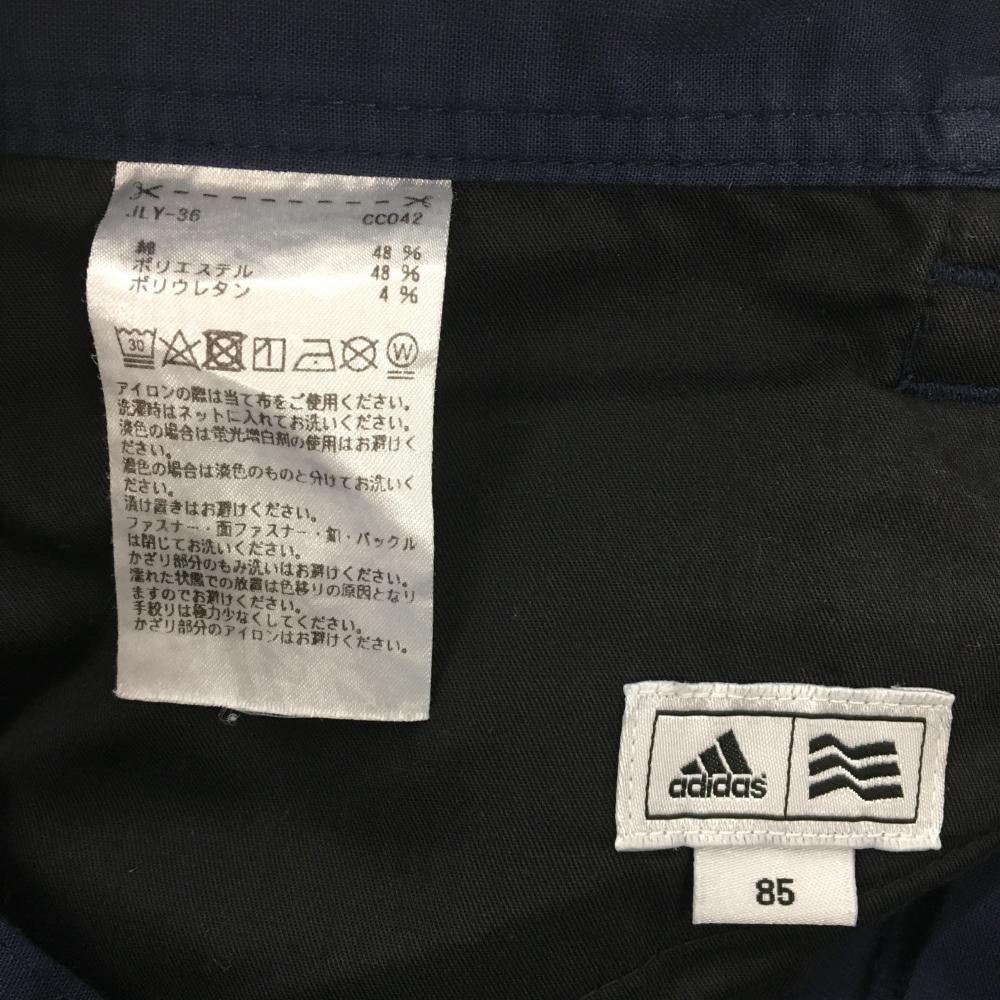 JLY-36 CC042
綿 48 %
ポリエステル 48 %
ポリウレタン 4 %
30 W
アイロンの際は当て布をご使用ください。
洗濯時はネットに入れてお洗いください。
淡色の場合は蛍光増白剤の使用はお避けく
ださい。
濃色の場合は淡色のものと分けてお洗いく
ださい。
漬け置きはお避けください。
ファスナー・面ファスナー・釦・バックル
は閉じてお洗いください。
かざり部分のもみ洗いはお避けください。
濡れた状態での放置は色移りの原因となり
ますのでお避けください。
手絞りは極力少なくしてください。
かざり部分のアイロンはお避けください。
adidas
85